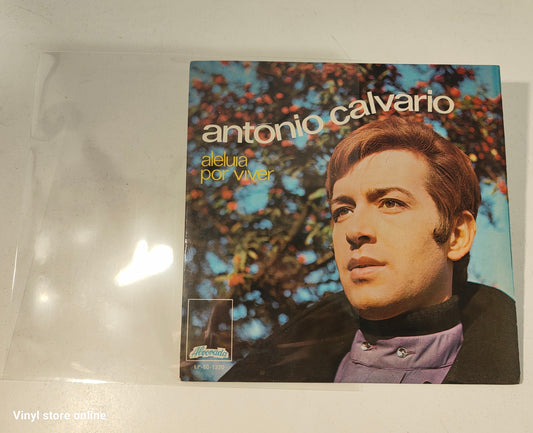 antonio calvario
aleluia
por viver
Alvorada
Vinyl store online